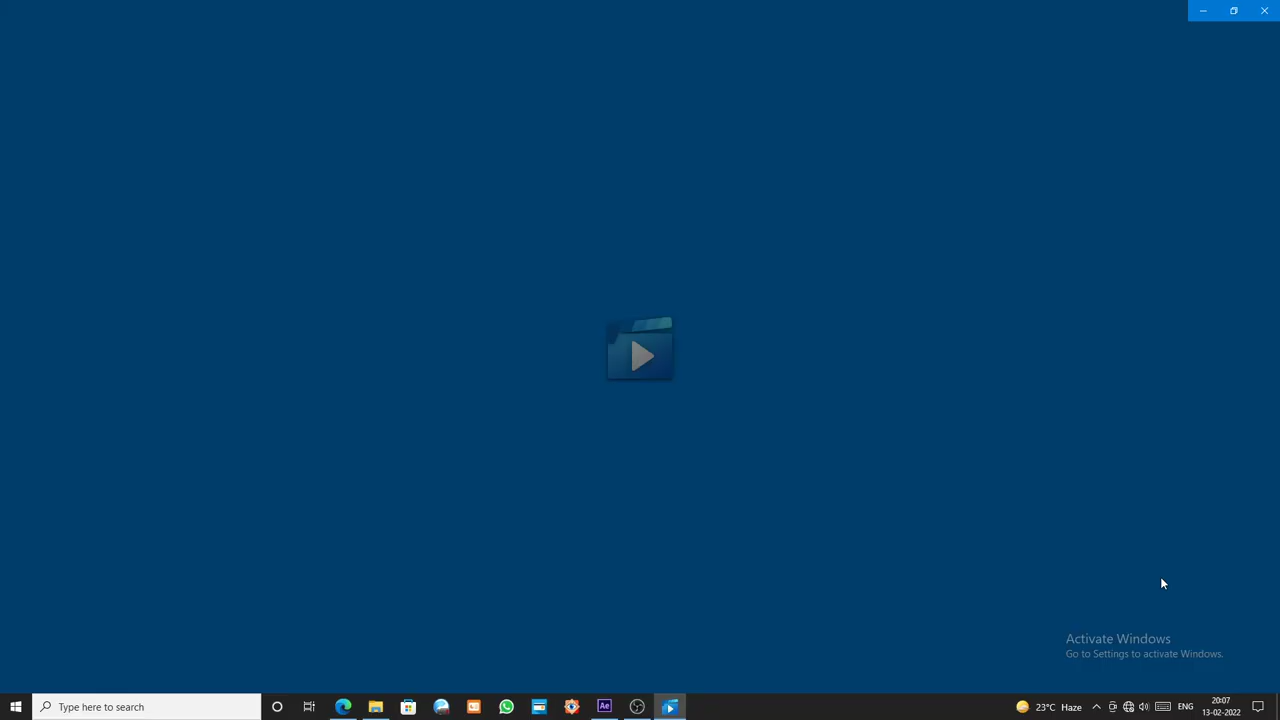 Activate Windows
Go to Settings to activate Windows.
Type here to search
Ae
23°C Haze
ENG
20:07
13-02-2022